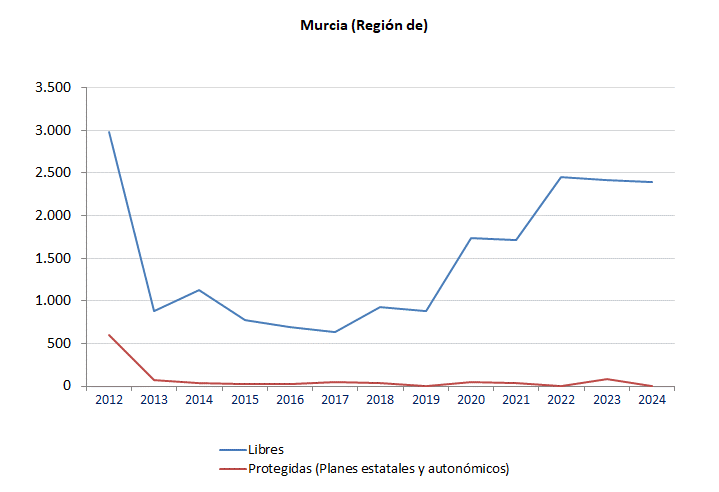 Murcia (Región de)
3.500
3.000
2.500
2.000
1.500
1.000
500
0
2012 2013 2014 2015 2016 2017 2018 2019 2020 2021 2022 2023 2024
Libres
Protegidas (Planes estatales y autonómicos)